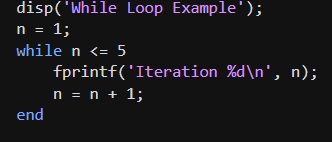 disp('While Loop Example');
n = 1;
while n <= 5
    fprintf('Iteration %d\n', n);
    n = n + 1;
end